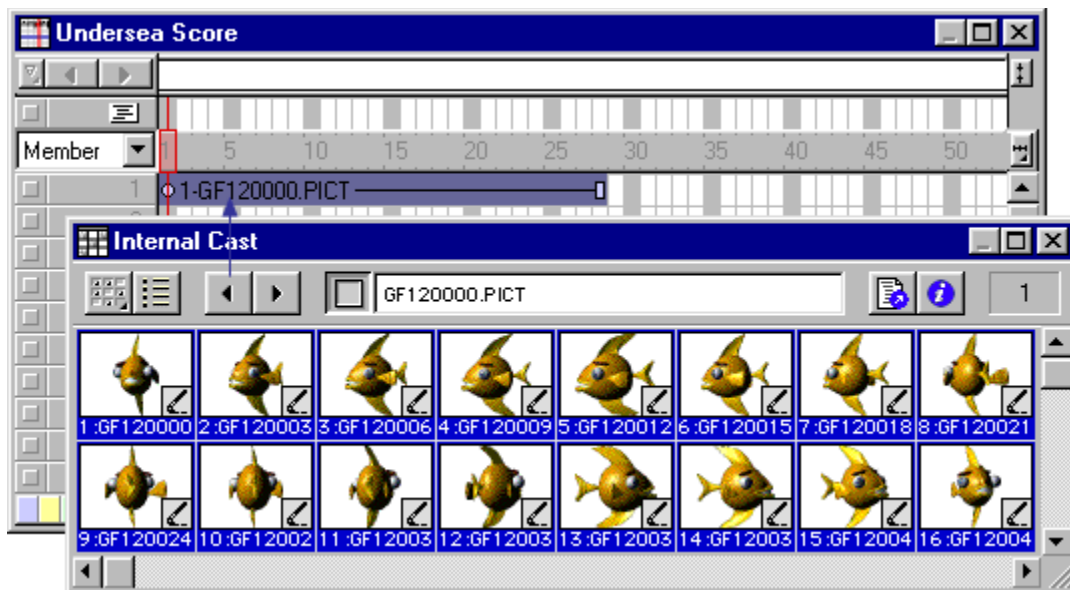 Undersea Score
Member
1 5 10 15 20 25 30 35 40 45 50
1 1-GF120000.PICT
Internal Cast
GF120000.PICT 1
1:GF120000 2:GF120003 3:GF120006 4:GF120009 5:GF120012 6:GF120015 7:GF120018 8:GF120021
9:GF120024 10:GF12002 11:GF12003 12:GF12003 13:GF12003 14:GF12003 15:GF12004 16:GF12004